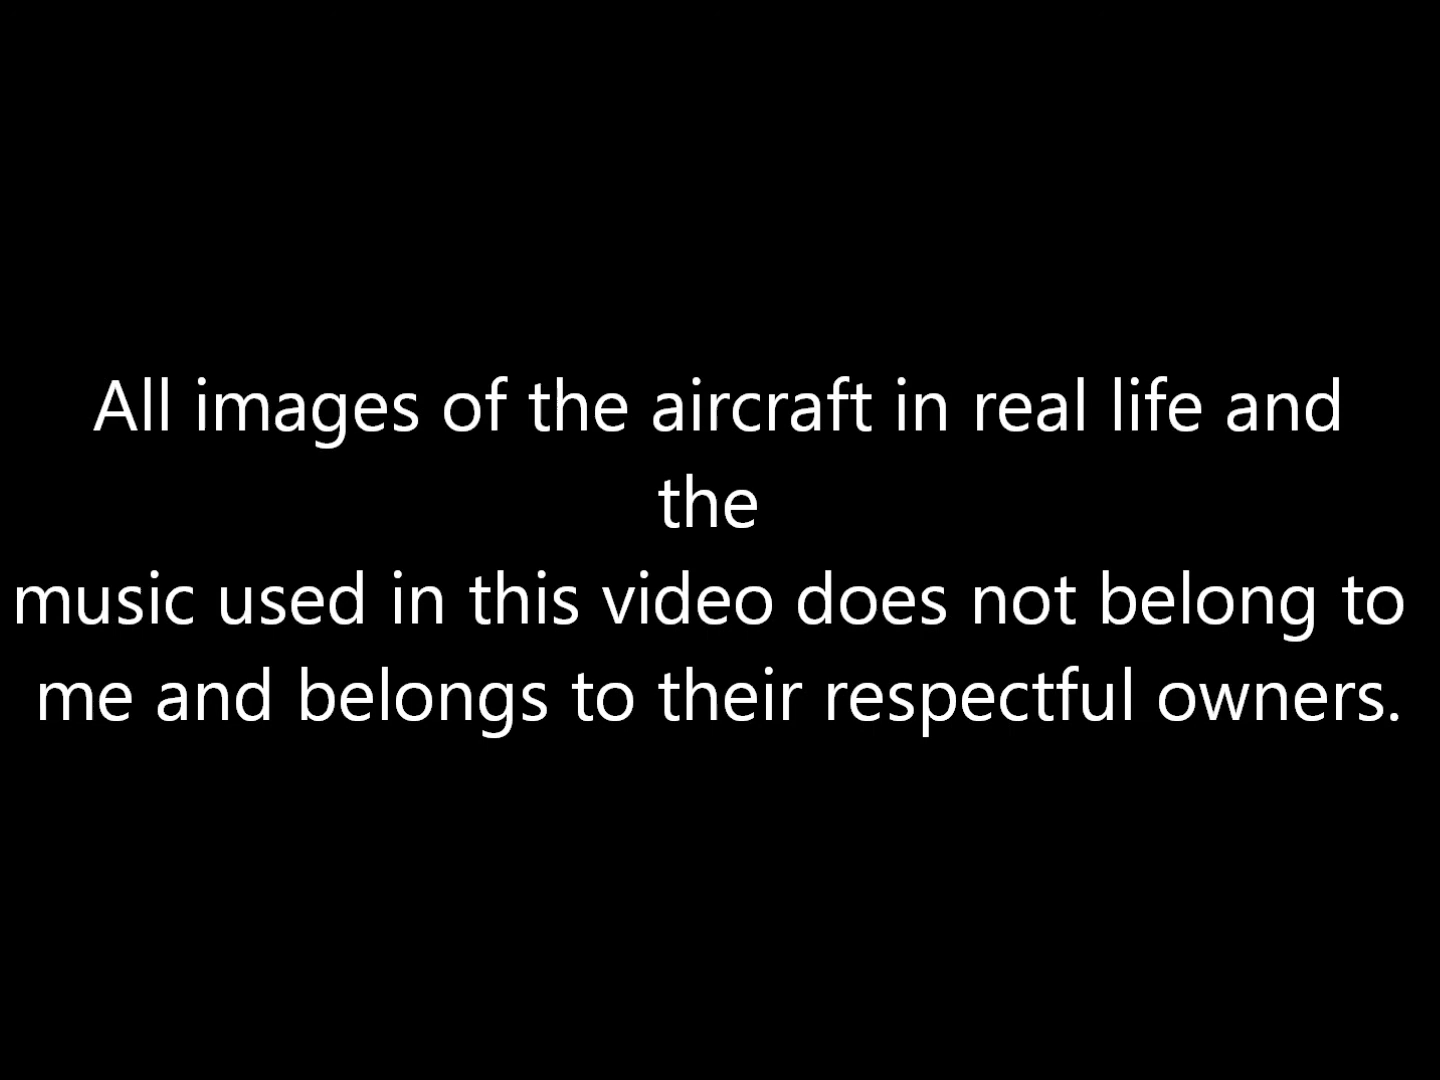 All images of the aircraft in real life and
the
music used in this video does not belong to
me and belongs to their respectful owners.